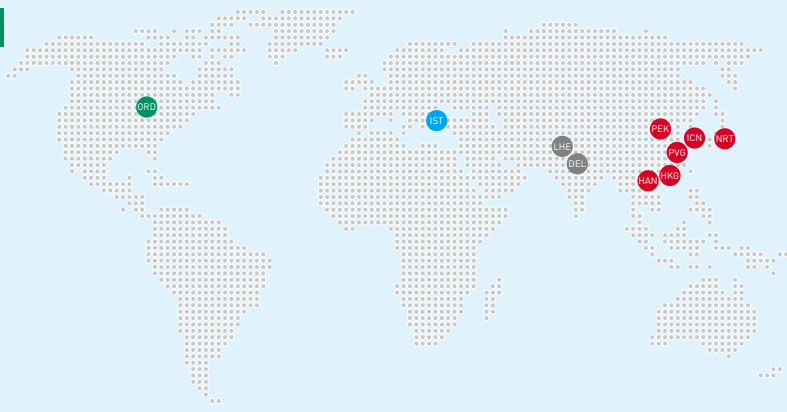 ORD
IST
PEK
ICN
NRT
LHE
PVG
DEL
HAN
HKG